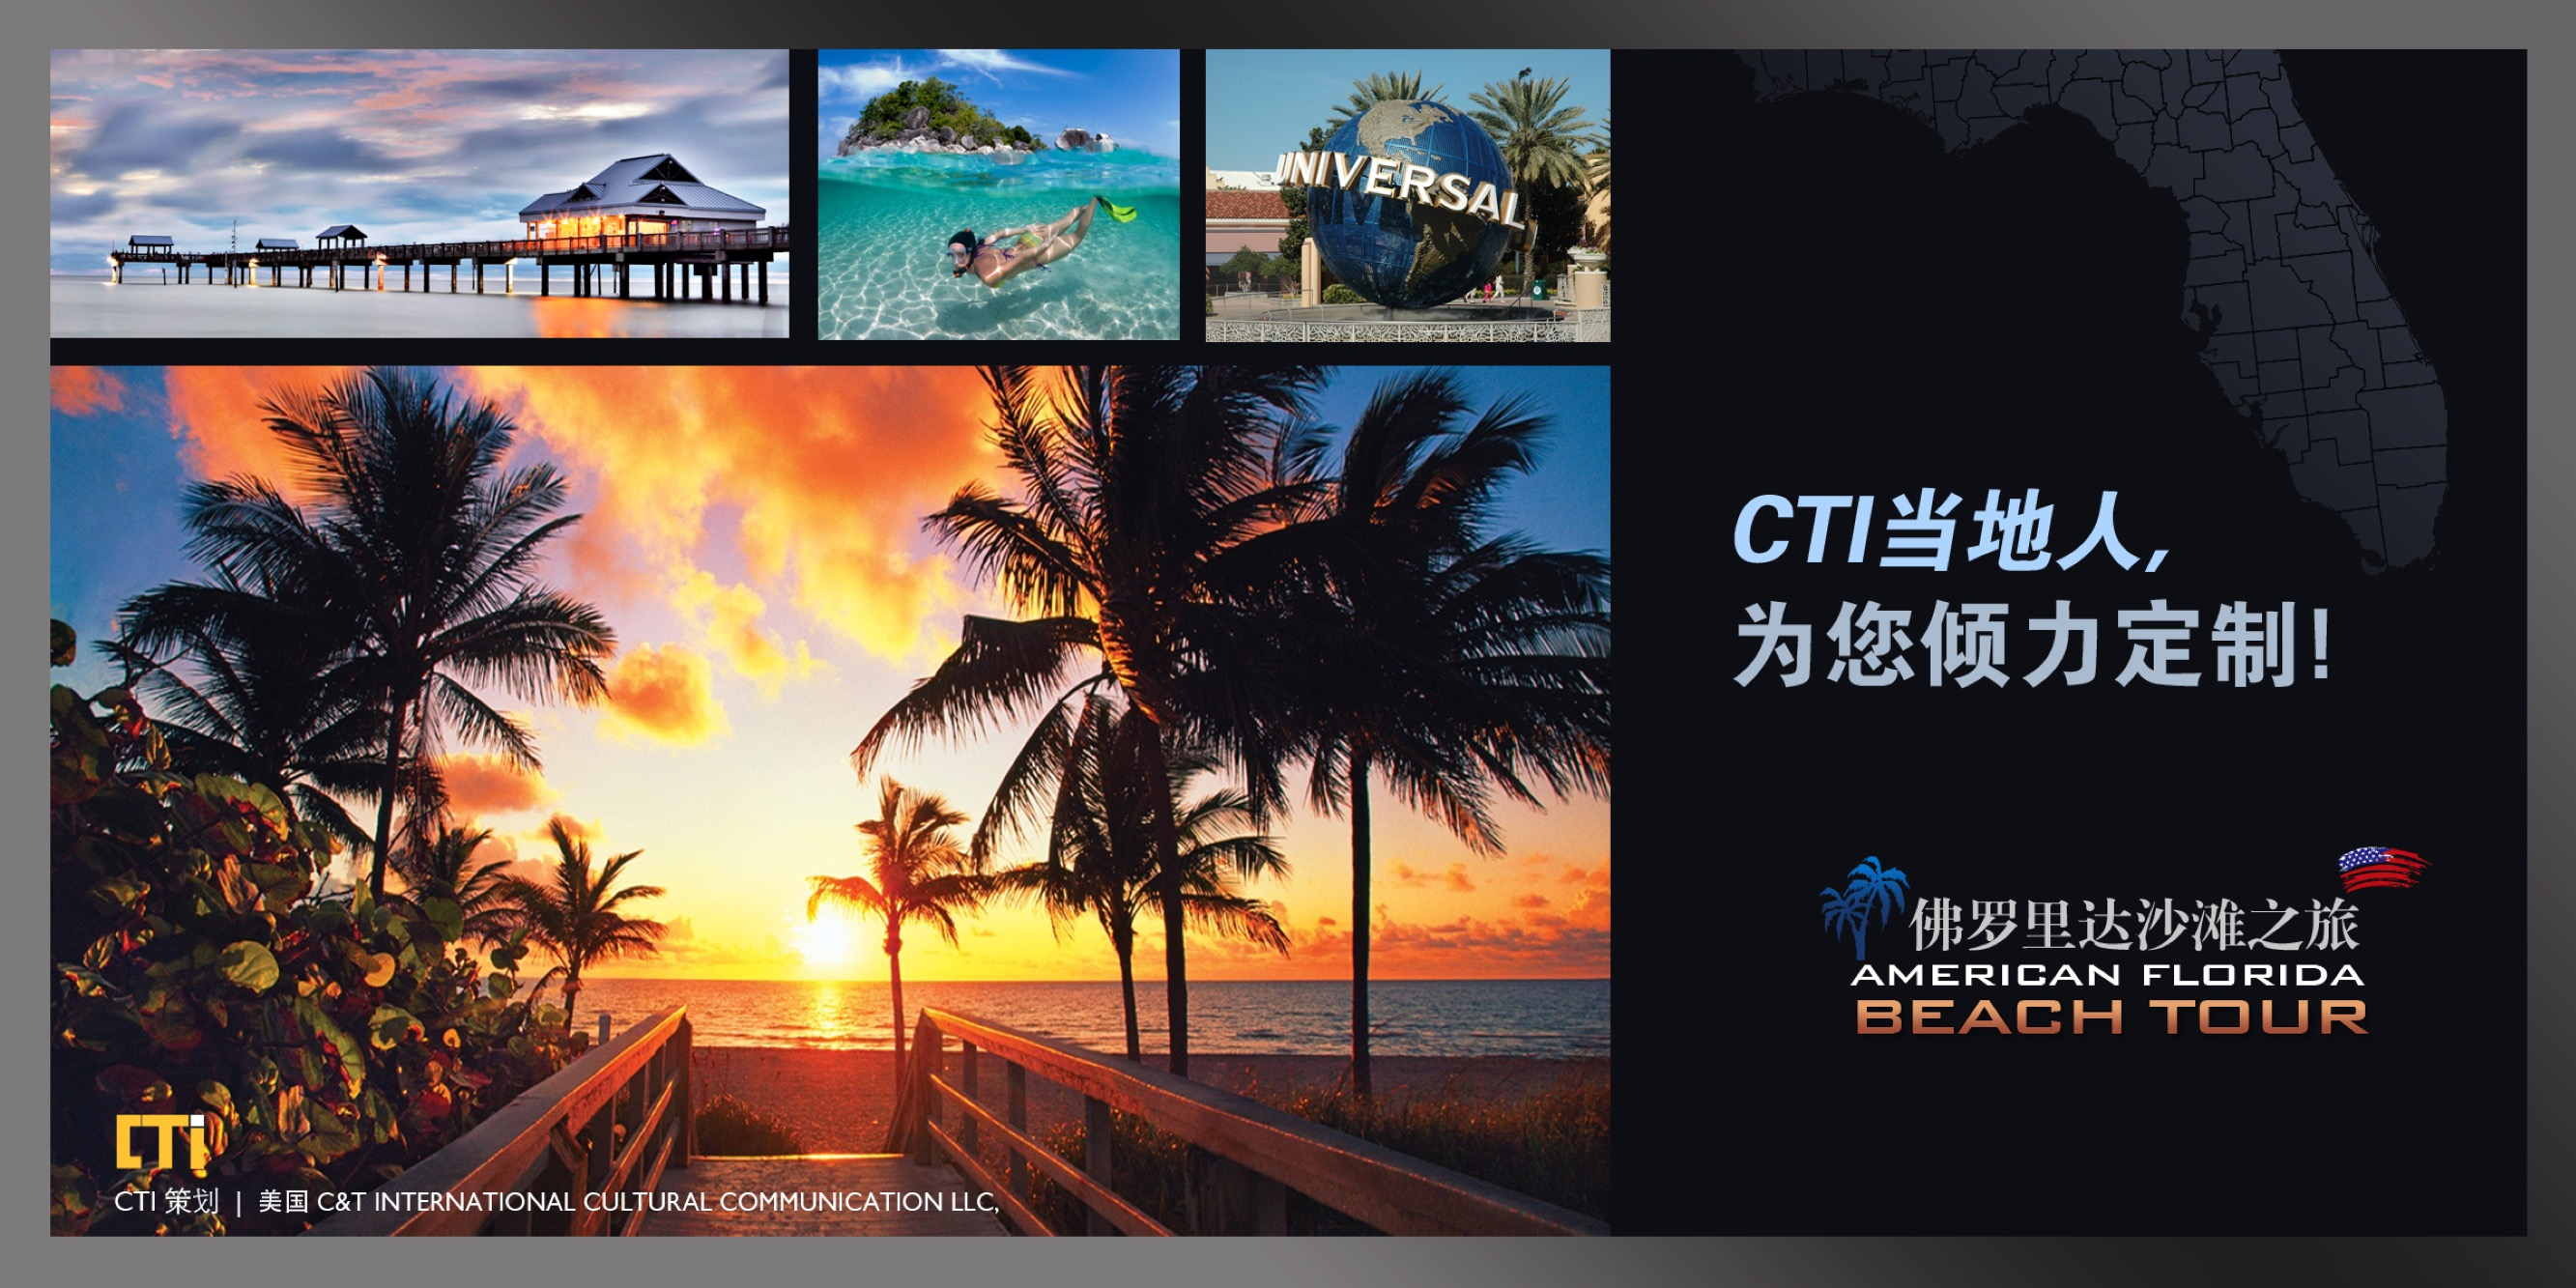 UNIVERSAL
CTI当地人,
为您倾力定制!
佛罗里达沙滩之旅
AMERICAN FLORIDA
BEACH TOUR
CTi
CTI 策划 | 美国 C&T INTERNATIONAL CULTURAL COMMUNICATION LLC,